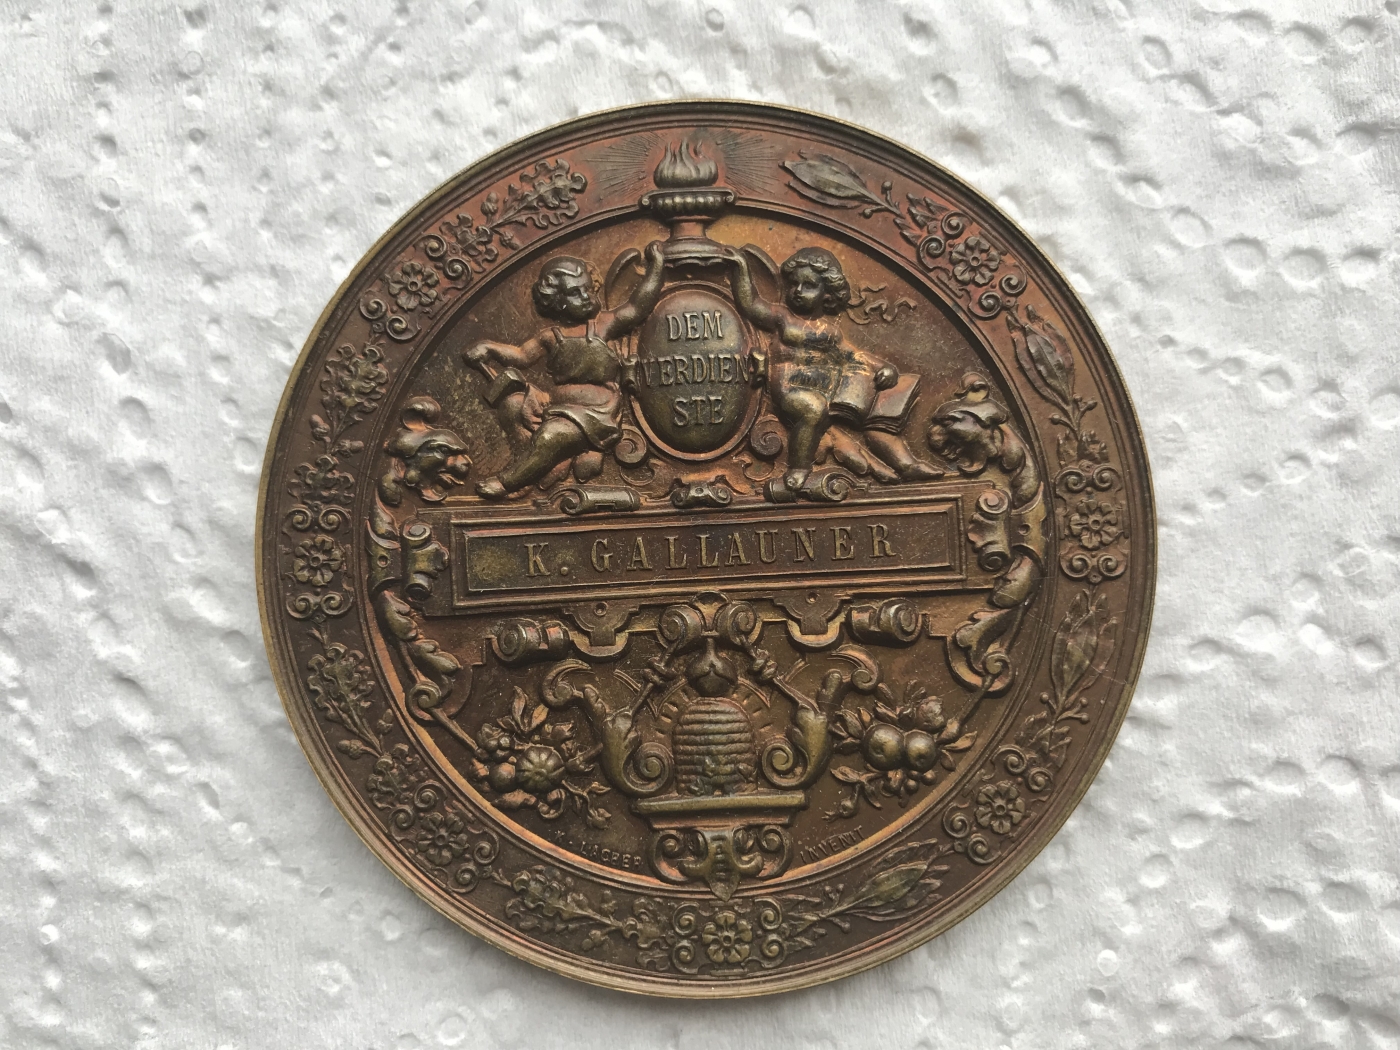 DEM
VERDIEN
STE
K. GALLAUNER
INVENIT